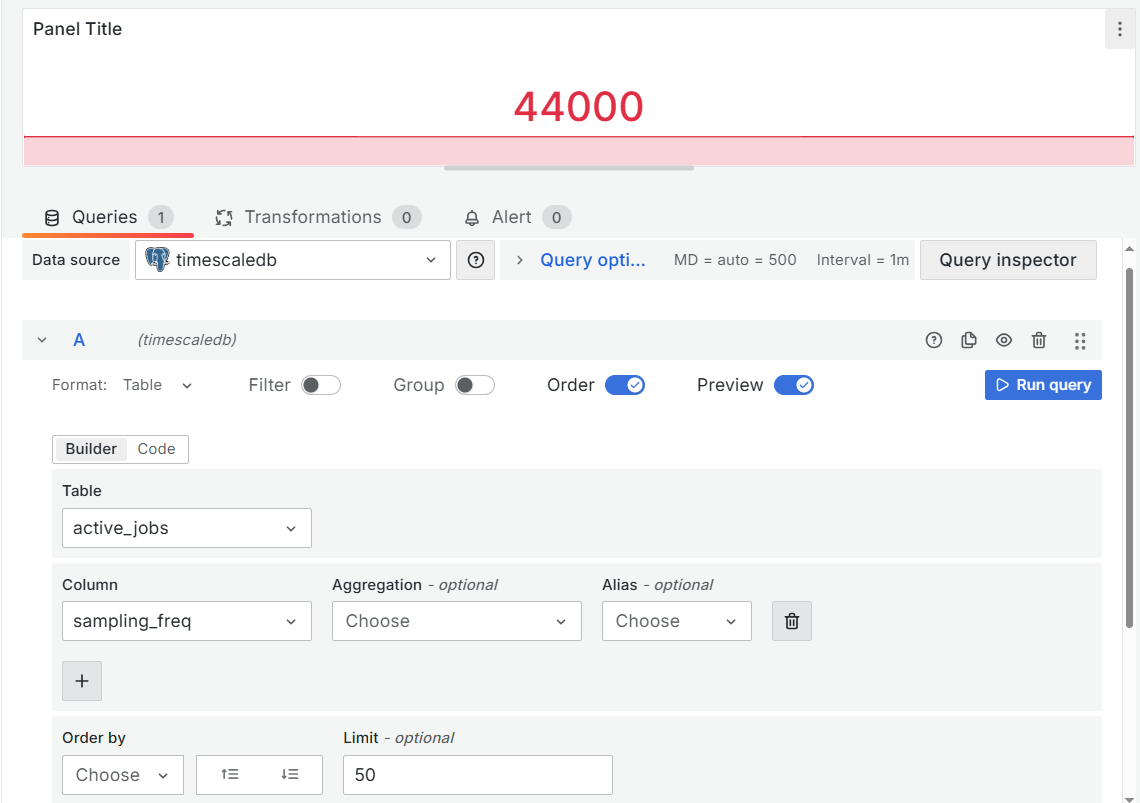 Panel Title
44000
Queries 1 Transformations 0 Alert 0
Data source timescaledb Query opti... MD = auto = 500 Interval = 1m Query inspector
A (timescaledb)
Format: Table Filter Group Order Preview Run query
Builder Code
Table
active_jobs
Column Aggregation - optional Alias - optional
sampling_freq Choose Choose
Order by Limit - optional
Choose 50